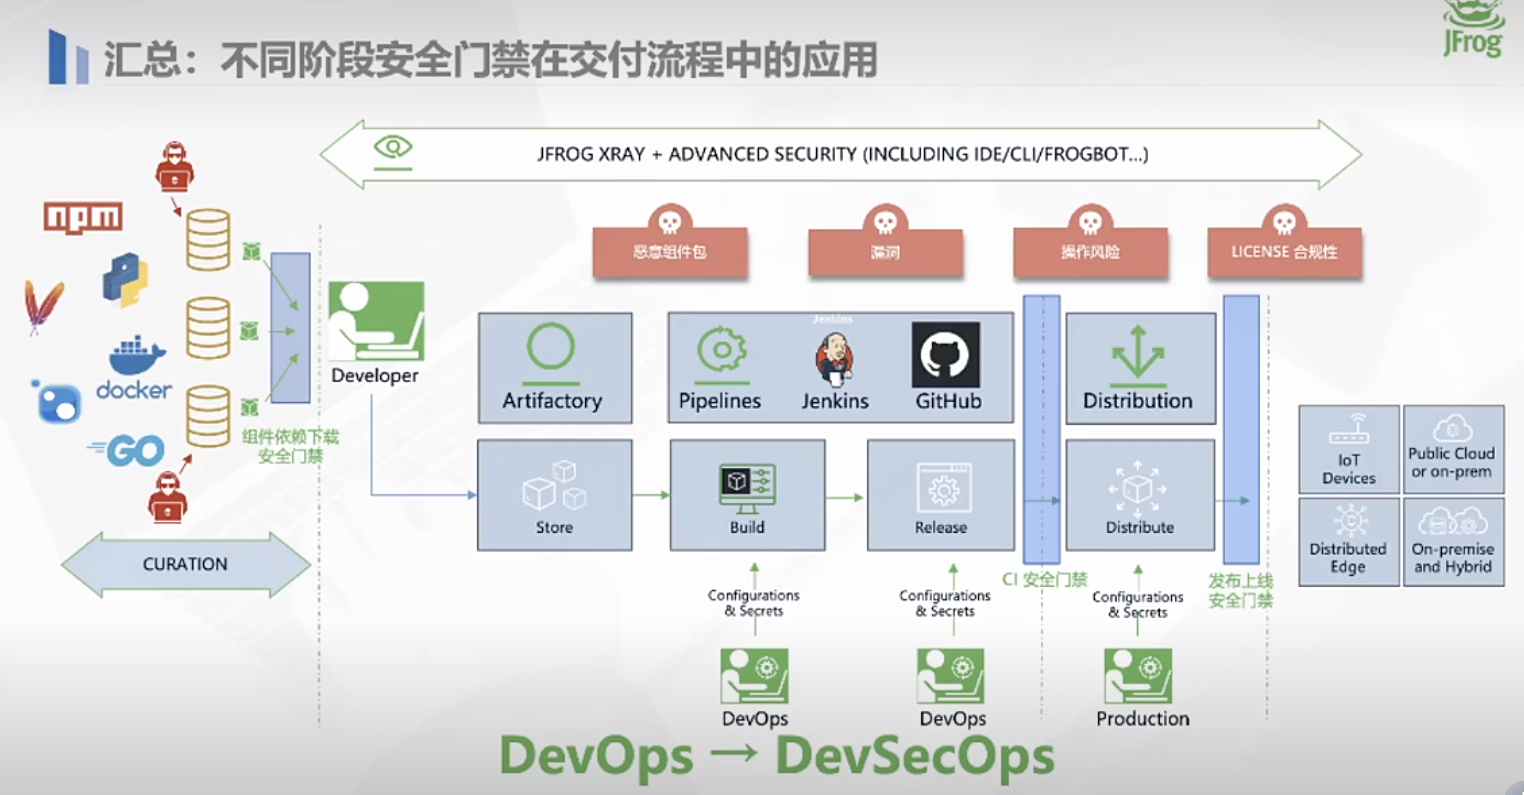 汇总：不同阶段安全门禁在交付流程中的应用
JFrog
JFROG XRAY + ADVANCED SECURITY (INCLUDING IDE/CLI/FROGBOT...)
npm
docker
GO
组件依赖下载
安全门禁
CURATION
Developer
恶意组件包
漏洞
操作风险
LICENSE 合规性
Artifactory
Pipelines
Jenkins
Jenkins
GitHub
Distribution
Store
Build
Release
Distribute
CI 安全门禁
发布上线
安全门禁
Configurations
& Secrets
Configurations
& Secrets
Configurations
& Secrets
DevOps
DevOps
Production
IoT
Devices
Public Cloud
or on-prem
Distributed
Edge
On-premise
and Hybrid
DevOps → DevSecOps